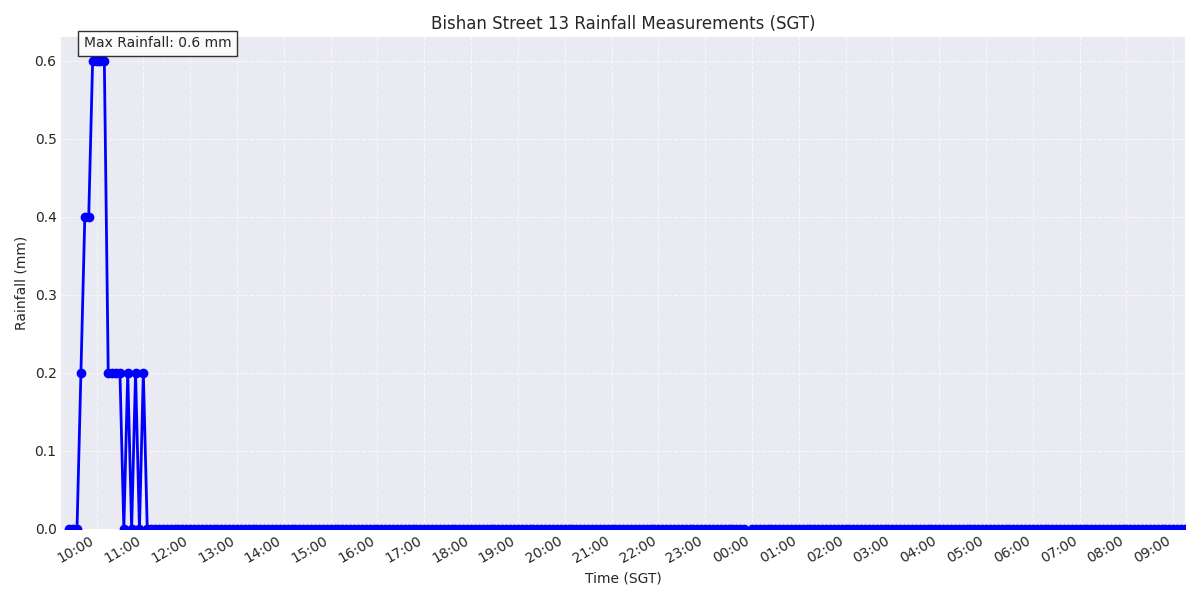 Bishan Street 13 Rainfall Measurements (SGT)
Max Rainfall: 0.6 mm
0.6
0.5
0.4
0.3
0.2
0.1
0.0
Rainfall (mm)
10:00 11:00 12:00 13:00 14:00 15:00 16:00 17:00 18:00 19:00 20:00 21:00 22:00 23:00 00:00 01:00 02:00 03:00 04:00 05:00 06:00 07:00 08:00 09:00
Time (SGT)